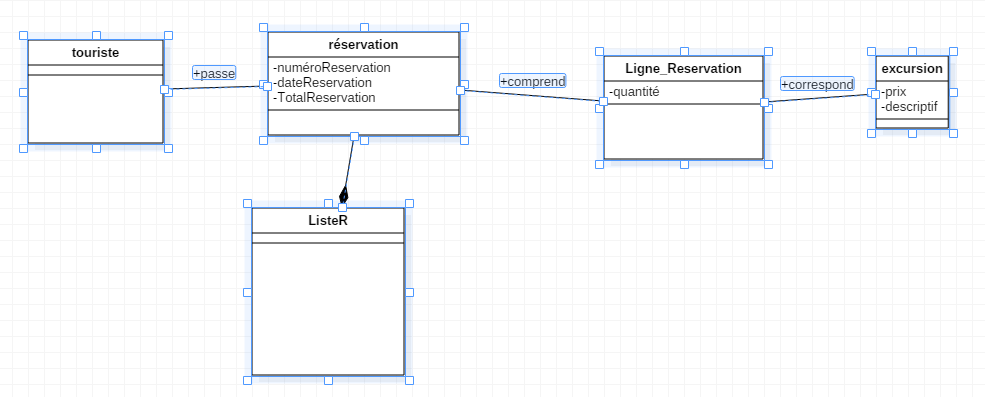 touriste
+passe
réservation
-numéroReservation
-dateReservation
-TotalReservation
+comprend
Ligne_Reservation
-quantité
+correspond
excursion
-prix
-descriptif
ListeR